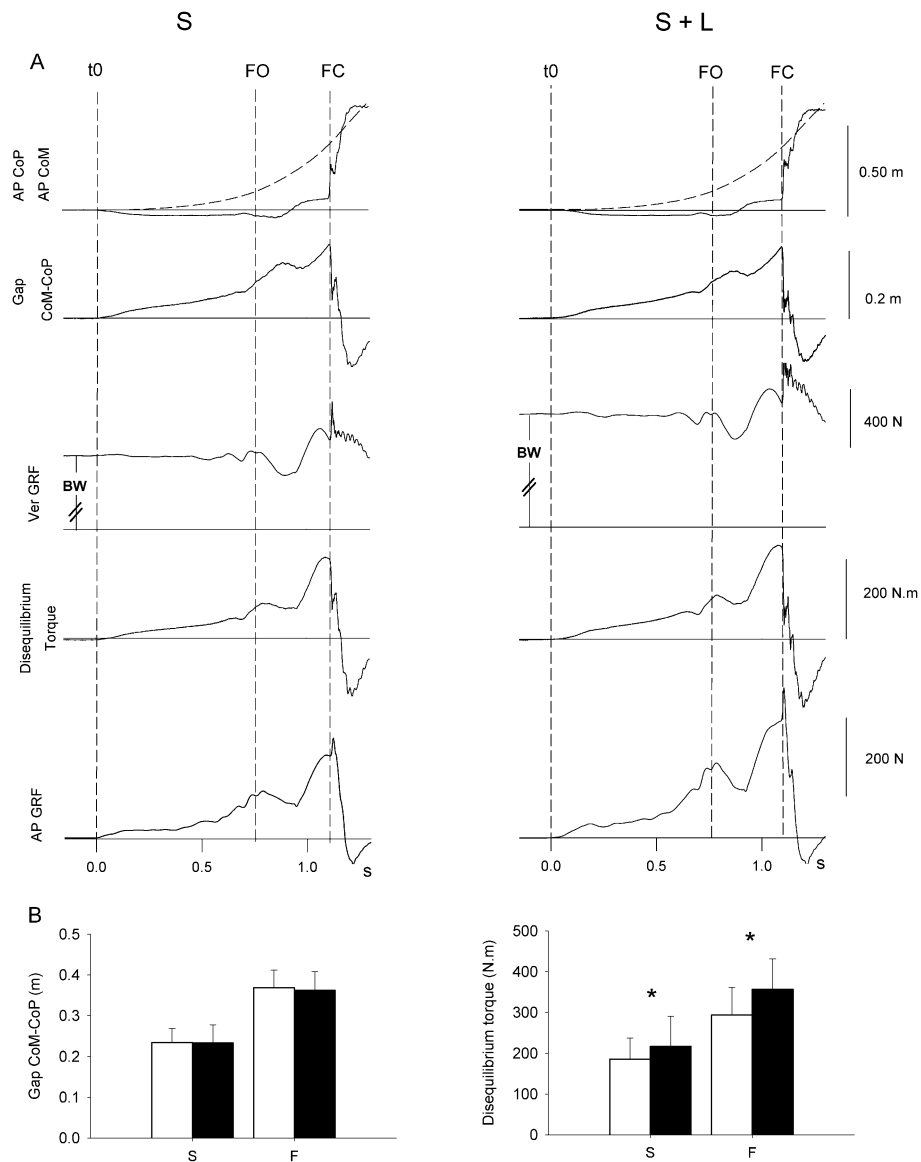 S
S + L
A
t0
FO
FC
t0
FO
FC
AP CoP
AP CoM
0.50 m
Gap
CoM-CoP
0.2 m
Ver GRF
BW
BW
400 N
Disequilibrium
Torque
200 N.m
AP GRF
200 N
0.0
0.5
1.0
s
0.0
0.5
1.0
s
B
Gap CoM-CoP (m)
0.5
0.4
0.3
0.2
0.1
0.0
S
F
Disequilibrium torque (N.m)
500
400
300
200
100
0
*
*
S
F